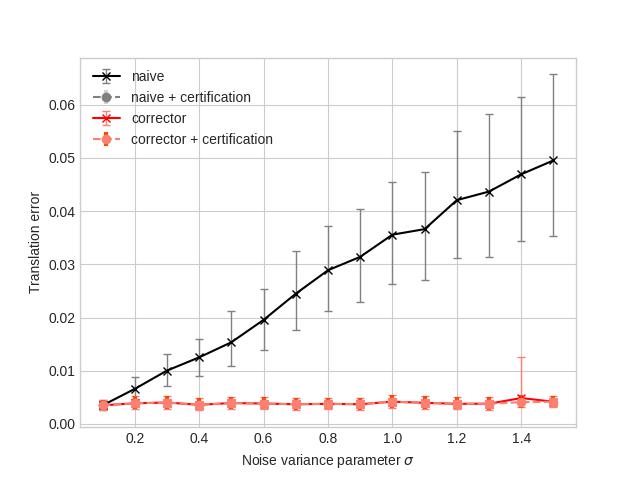 naive
naive + certification
corrector
corrector + certification
0.06
0.05
0.04
0.03
0.02
0.01
0.00
Translation error
0.2 0.4 0.6 0.8 1.0 1.2 1.4
Noise variance parameter σ